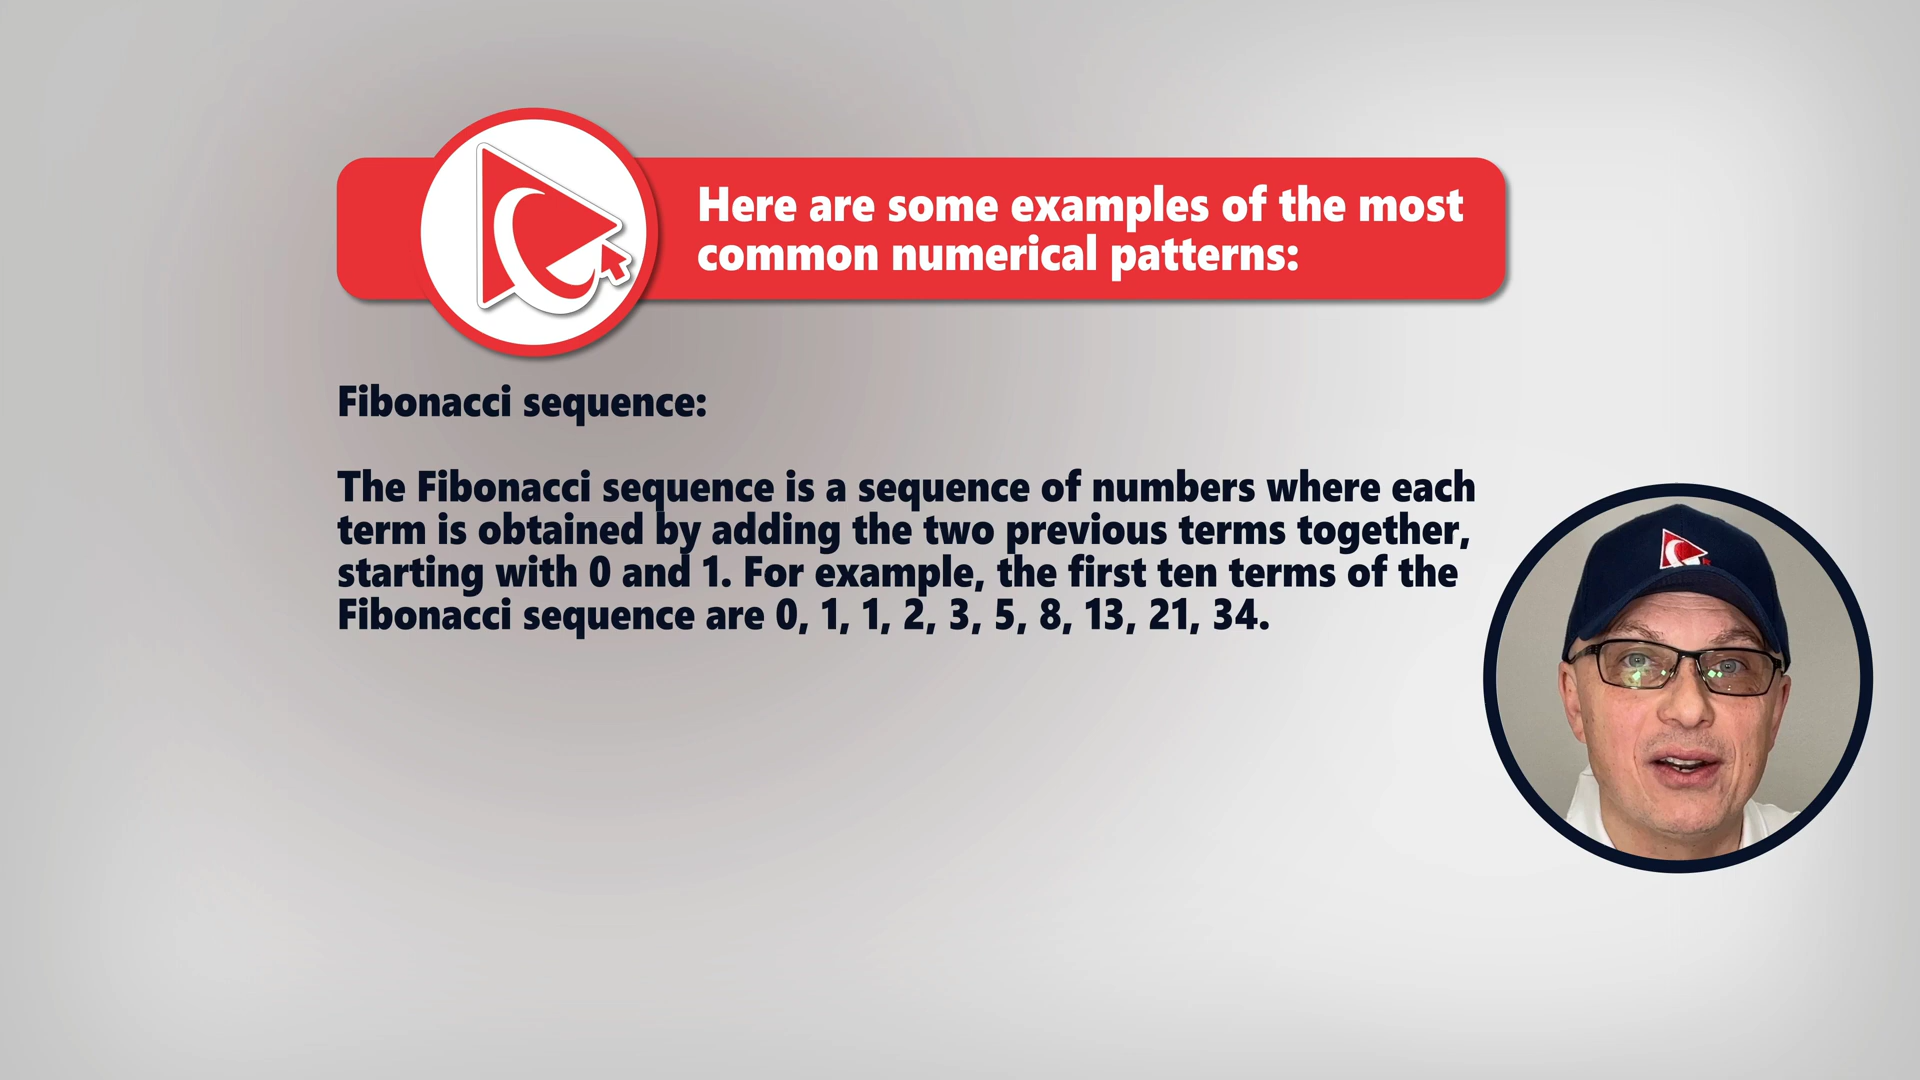 Here are some examples of the most
common numerical patterns:
Fibonacci sequence:
The Fibonacci sequence is a sequence of numbers where each
term is obtained by adding the two previous terms together,
starting with 0 and 1. For example, the first ten terms of the
Fibonacci sequence are 0, 1, 1, 2, 3, 5, 8, 13, 21, 34.